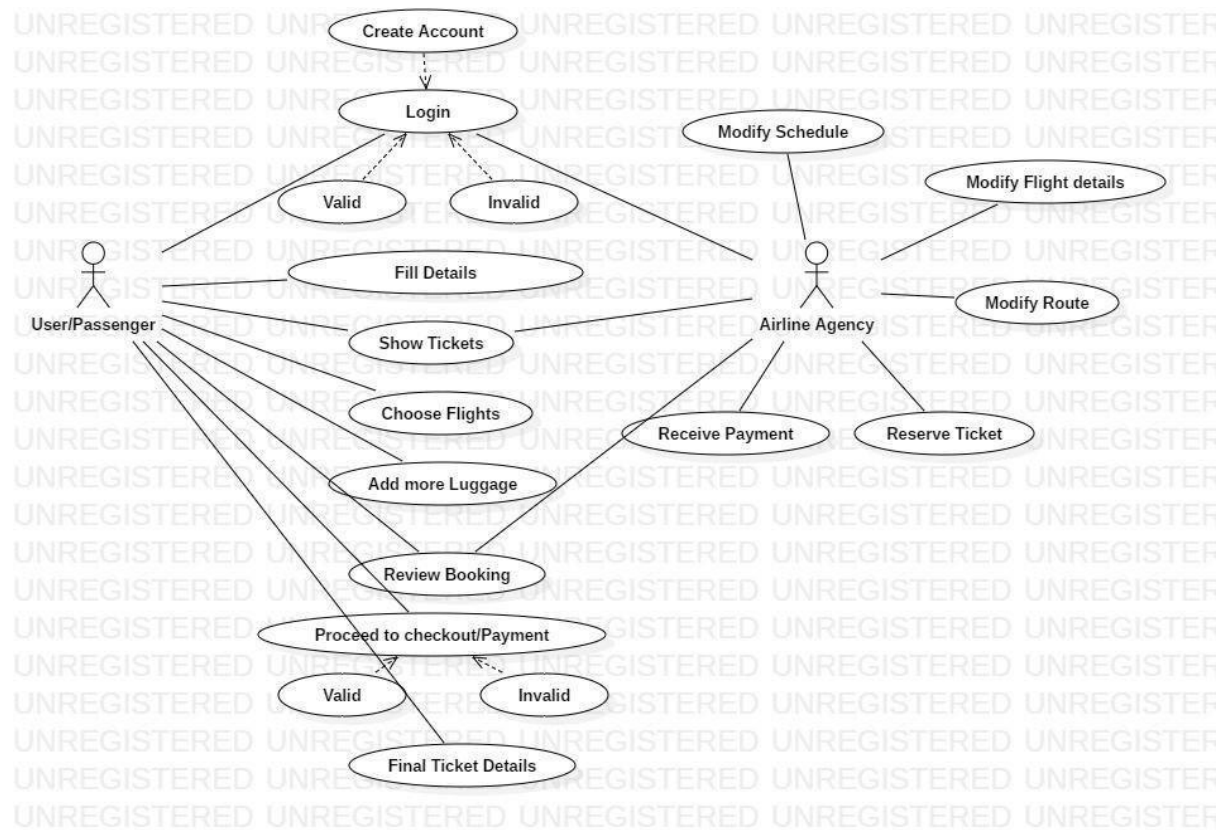 Create Account
Login
Modify Schedule
Valid
Invalid
Modify Flight details
Fill Details
Modify Route
User/Passenger
Airline Agency
Show Tickets
Choose Flights
Receive Payment
Reserve Ticket
Add more Luggage
Review Booking
Proceed to checkout/Payment
Valid
Invalid
Final Ticket Details
UNREGISTERED